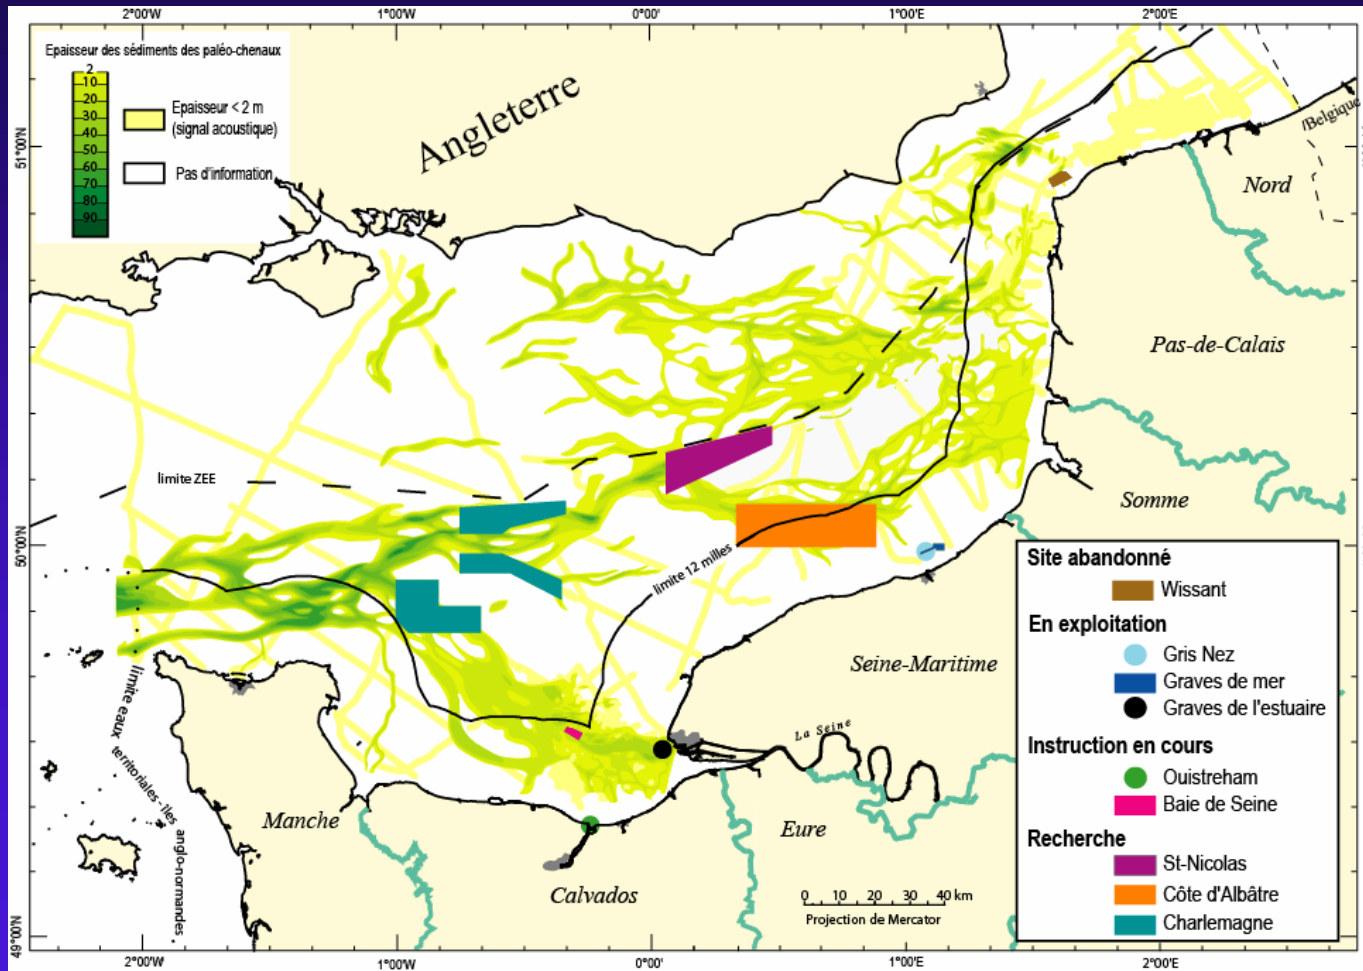 2°00'W
1°00'W
0°00'
1°00'E
2°00'E
Epaisseur des sédiments des paléo-chenaux
2
10
20
30
40
50
60
70
80
90
Epaisseur < 2 m
(signal acoustique)
Pas d'information
Angleterre
51°00'N
/Belgique
Nord
Pas-de-Calais
limite ZEE
Somme
50°00'N
limite 12 milles
Seine-Maritime
La Seine
limite eaux territoriales - îles anglo-normandes
Manche
Eure
Calvados
0 10 20 30 40 km
Projection de Mercator
49°00'N
Site abandonné
Wissant
En exploitation
Gris Nez
Graves de mer
Graves de l'estuaire
Instruction en cours
Ouistreham
Baie de Seine
Recherche
St-Nicolas
Côte d'Albâtre
Charlemagne
2°00'W
1°00'W
0°00'
1°00'E
2°00'E